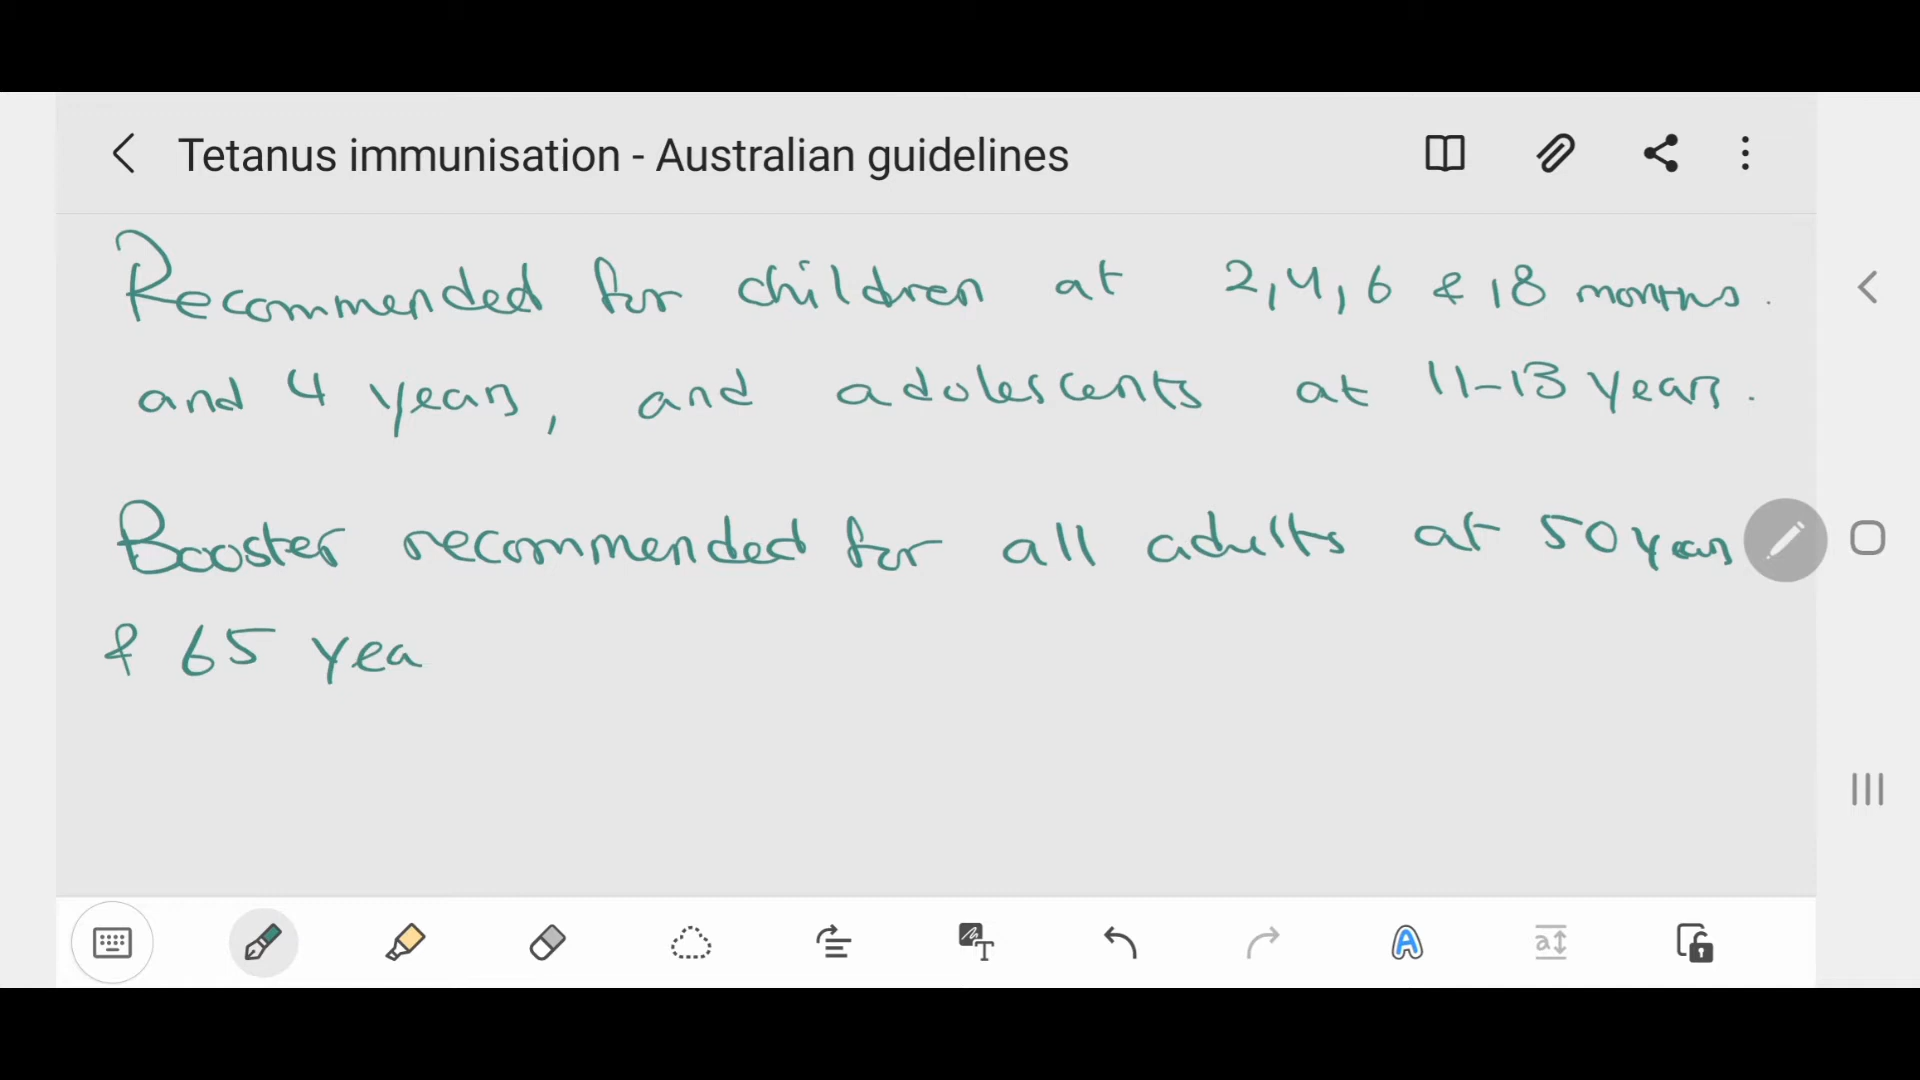 Tetanus immunisation - Australian guidelines
Recommended for children at 2,4,6 & 18 months.
and 4 years, and adolescents at 11-13 years.
Booster recommended for all adults at 50 years
& 65 yea